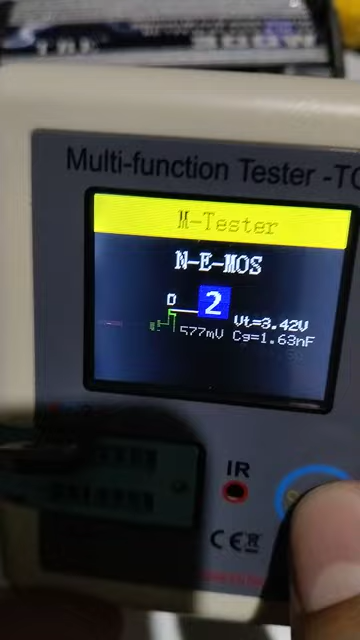 Multi-function Tester -TC
M-Tester
N-E-MOS
D
2
Vt=3.42V
577mV Cg=1.63nF
IR
CE